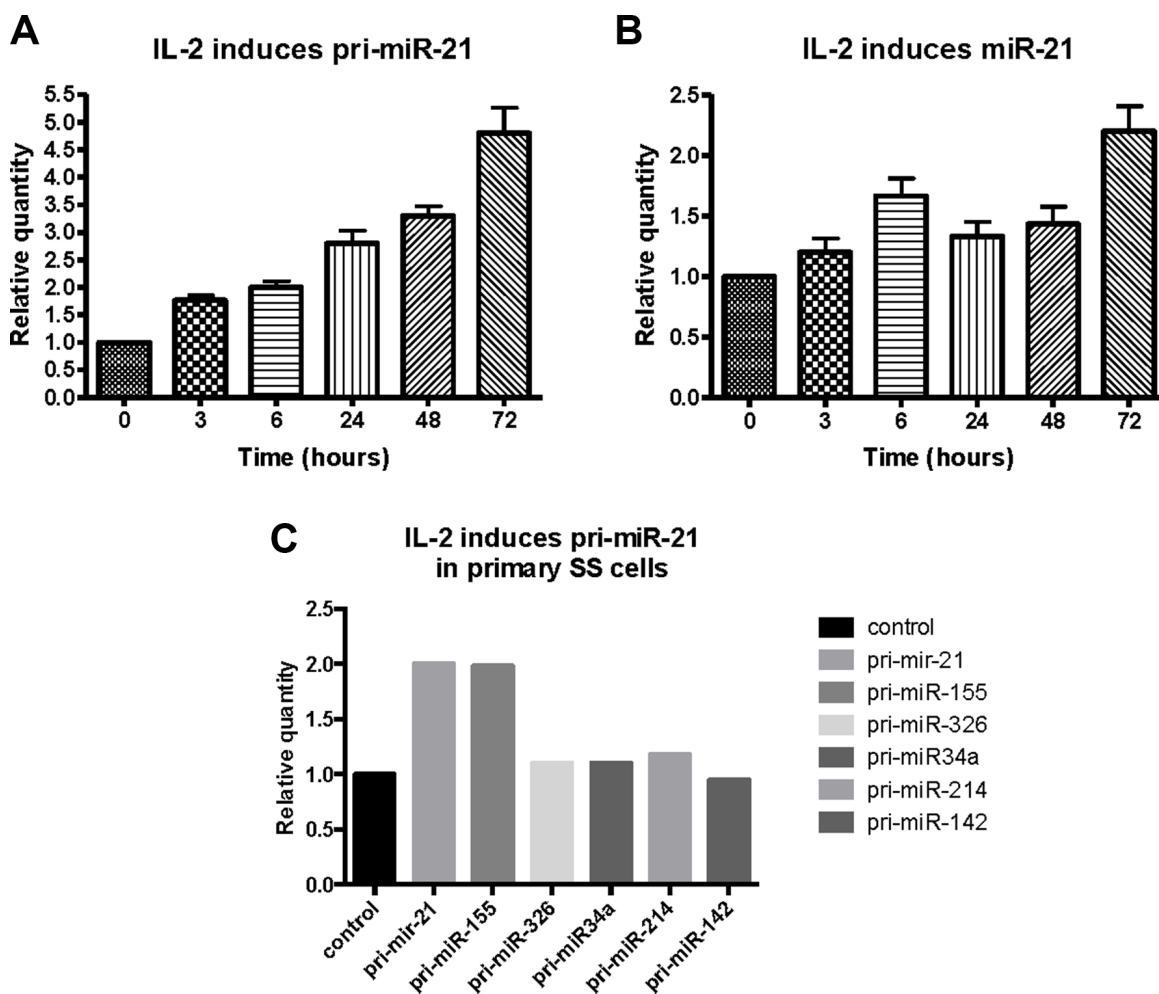 A
IL-2 induces pri-miR-21
5.5
5.0
4.5
4.0
3.5
3.0
2.5
2.0
1.5
1.0
0.5
0.0
Relative quantity
0 3 6 24 48 72
Time (hours)
B
IL-2 induces miR-21
2.5
2.0
1.5
1.0
0.5
0.0
Relative quantity
0 3 6 24 48 72
Time (hours)
C
IL-2 induces pri-miR-21
in primary SS cells
2.5
2.0
1.5
1.0
0.5
0.0
Relative quantity
control
pri-mir-21
pri-miR-155
pri-miR-326
pri-miR34a
pri-miR-214
pri-miR-142
control
pri-mir-21
pri-miR-155
pri-miR-326
pri-miR34a
pri-miR-214
pri-miR-142